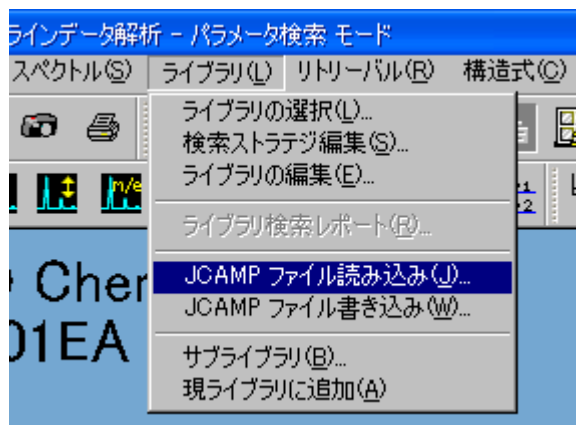 ラインデータ解析 - パラメータ検索 モード
スペクトル(S) ライブラリ(L) リトリーバル(R) 構造式(C)
ライブラリの選択(L)...
検索ストラテジ編集(S)...
ライブラリの編集(E)...
m/e
ライブラリ検索レポート(R)...
JCAMP ファイル読み込み(J)...
Cher
JCAMP ファイル書き込み(W)...
01EA
サブライブラリ(B)...
現ライブラリに追加(A)